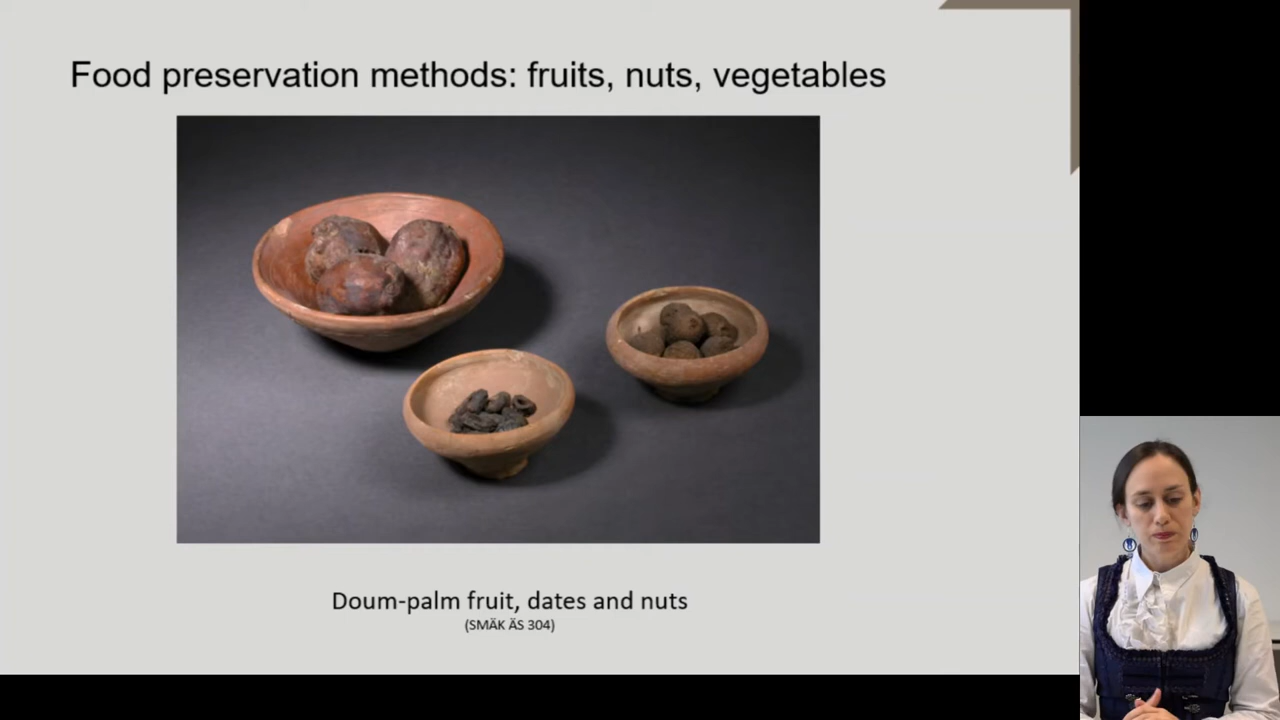 Food preservation methods: fruits, nuts, vegetables
Doum-palm fruit, dates and nuts
(SMÄK ÄS 304)